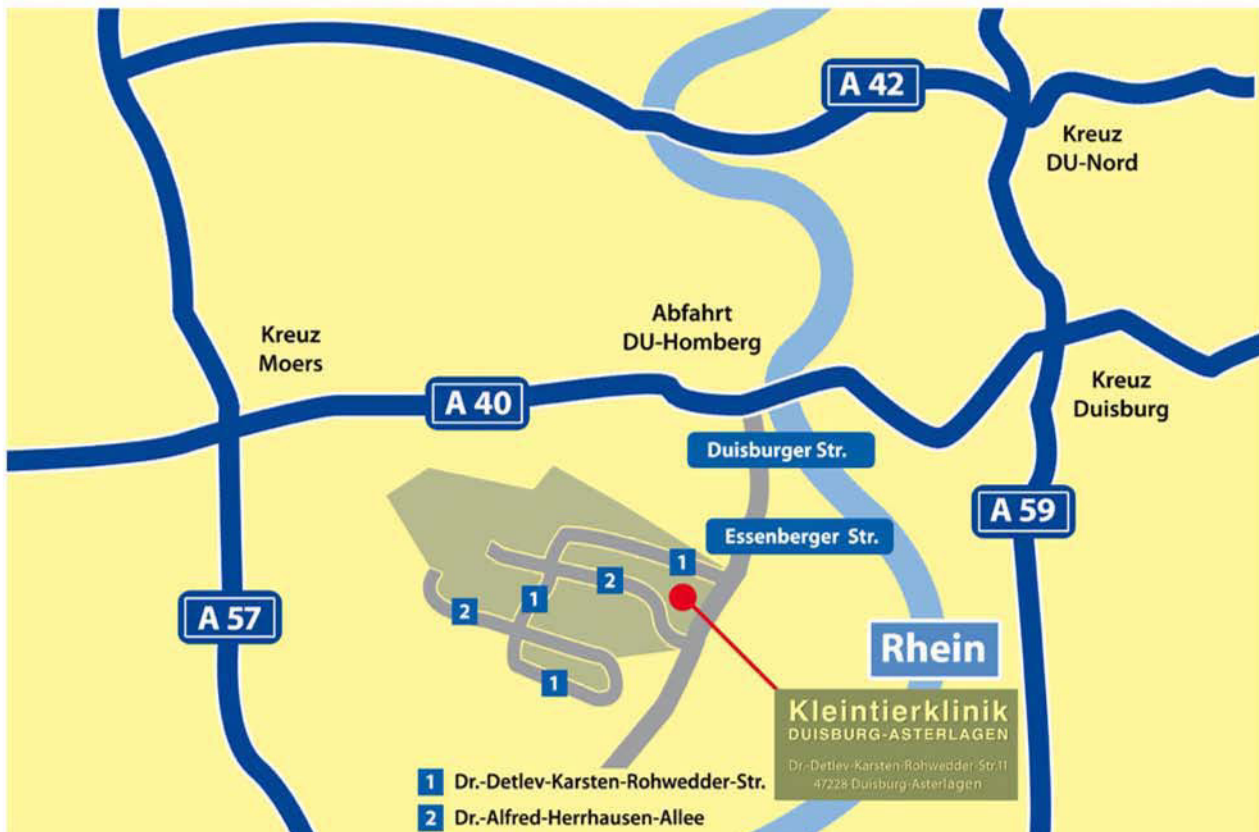 A 42
Kreuz
DU-Nord
Abfahrt
DU-Homberg
Kreuz
Moers
A 40
Kreuz
Duisburg
Duisburger Str.
A 59
Essenberger Str.
1
2
1
2
A 57
1
Rhein
Kleintierklinik
DUISBURG-ASTERLAGEN
Dr.-Detlev-Karsten-Rohwedder-Str.11
47228 Duisburg-Asterlagen
1 Dr.-Detlev-Karsten-Rohwedder-Str.
2 Dr.-Alfred-Herrhausen-Allee